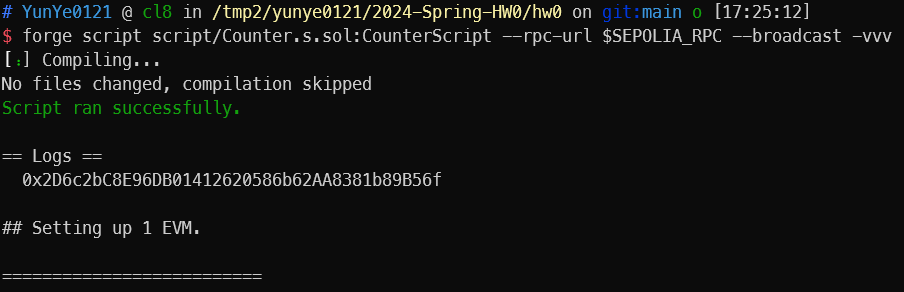 # YunYe0121 @ cl8 in /tmp2/yunye0121/2024-Spring-HW0/hw0 on git:main o [17:25:12]
$ forge script script/Counter.s.sol:CounterScript --rpc-url $SEPOLIA_RPC --broadcast -vvv
[⠰] Compiling...
No files changed, compilation skipped
Script ran successfully.
== Logs ==
0x2D6c2bC8E96DB01412620586b62AA8381b89B56f
## Setting up 1 EVM.
==========================